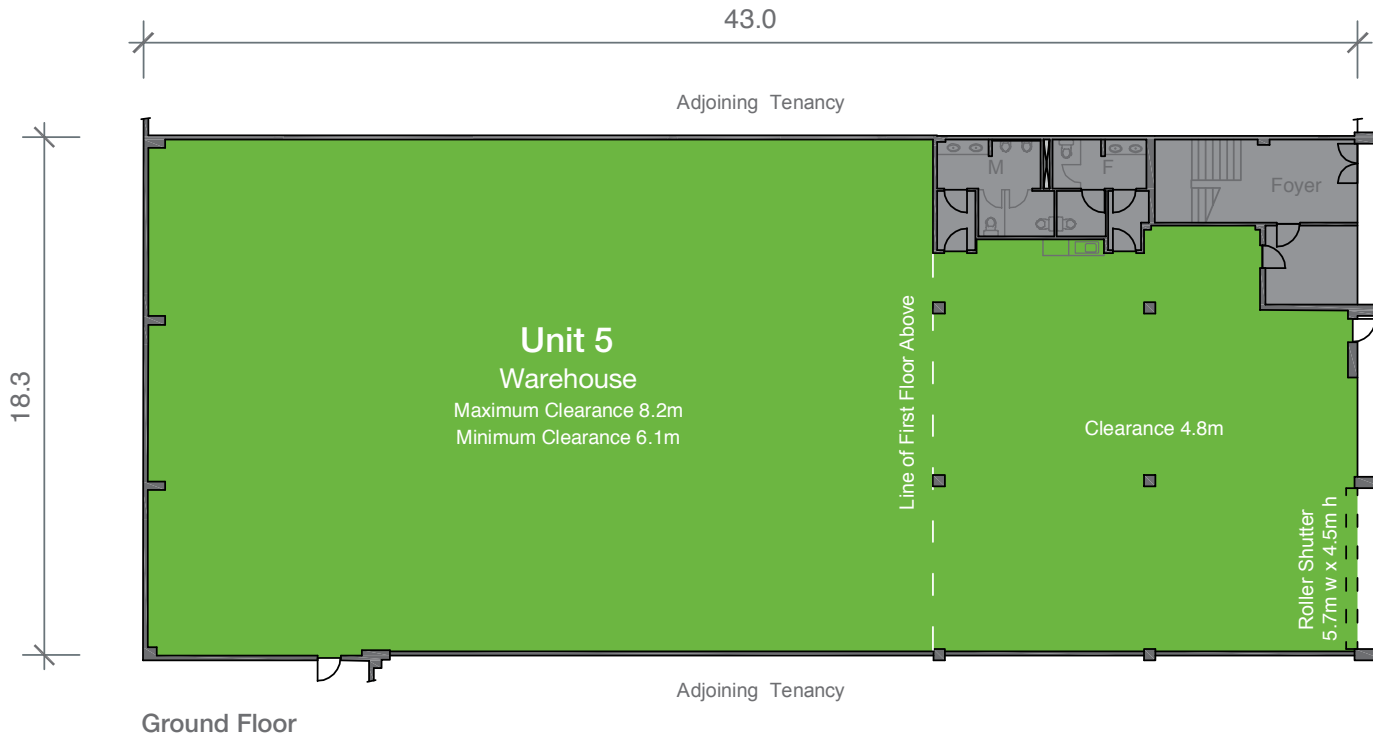 43.0
Adjoining Tenancy
18.3
M
F
Foyer
Unit 5
Warehouse
Maximum Clearance 8.2m
Minimum Clearance 6.1m
Line of First Floor Above
Clearance 4.8m
Roller Shutter
5.7m w x 4.5m h
Adjoining Tenancy
Ground Floor